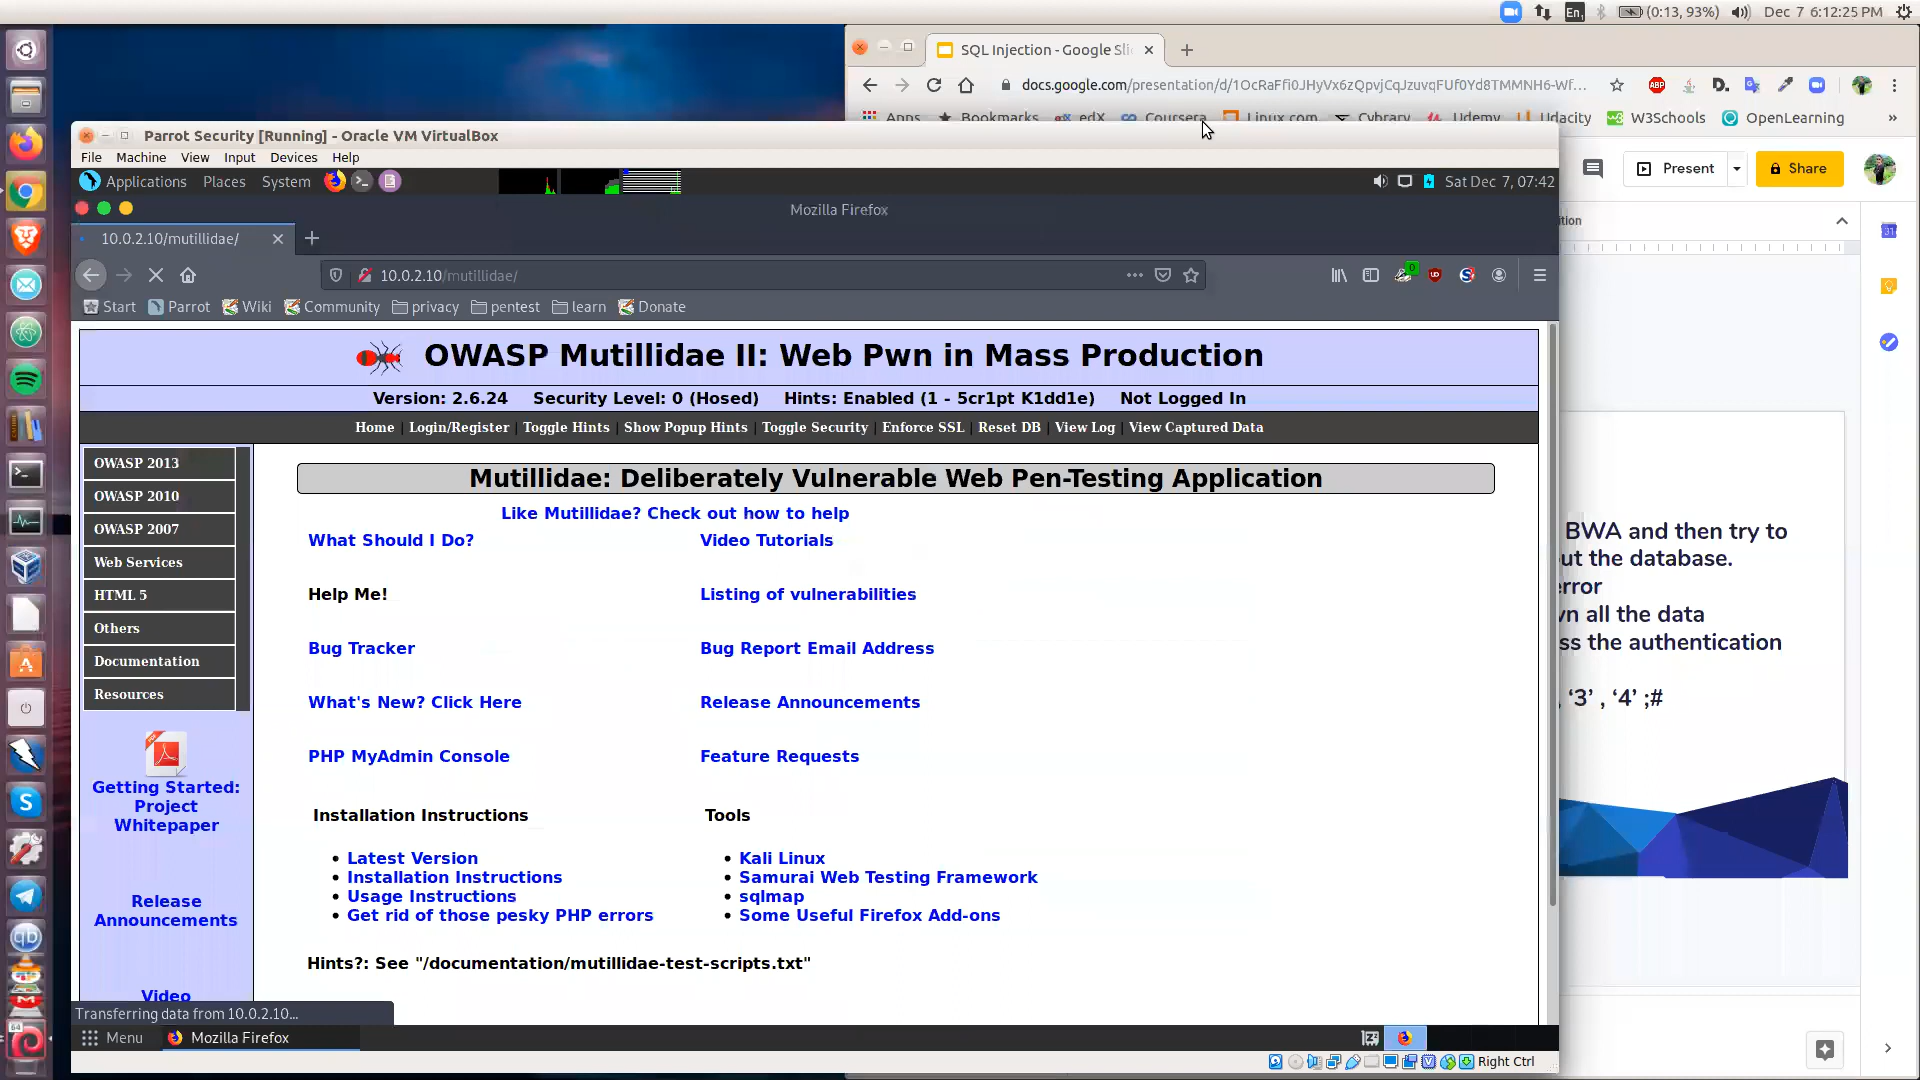 En
(0:13, 93%)
Dec 7 6:12:25 PM
SQL Injection - Google Sli
docs.google.com/presentation/d/1OcRaFfi0JHyVx6zQpvjCqJzuvqFUf0Yd8TMMNH6-Wf...
Apps
Bookmarks
edX
Coursera
Linux.com
Cybrary
Udemy
Udacity
W3Schools
OpenLearning
»
Parrot Security [Running] - Oracle VM VirtualBox
File
Machine
View
Input
Devices
Help
Present
Share
Applications
Places
System
Sat Dec 7, 07:42
Mozilla Firefox
ition
10.0.2.10/mutillidae/
10.0.2.10/mutillidae/
0
Start
Parrot
Wiki
Community
privacy
pentest
learn
Donate
OWASP Mutillidae II: Web Pwn in Mass Production
Version: 2.6.24
Security Level: 0 (Hosed)
Hints: Enabled (1 - 5cr1pt K1dd1e)
Not Logged In
Home | Login/Register | Toggle Hints | Show Popup Hints | Toggle Security | Enforce SSL | Reset DB | View Log | View Captured Data
OWASP 2013
OWASP 2010
OWASP 2007
Web Services
HTML 5
Others
Documentation
Resources
Getting Started:
Project
Whitepaper
Release
Announcements
Video
Mutillidae: Deliberately Vulnerable Web Pen-Testing Application
Like Mutillidae? Check out how to help
What Should I Do?
Video Tutorials
Help Me!
Listing of vulnerabilities
Bug Tracker
Bug Report Email Address
What's New? Click Here
Release Announcements
PHP MyAdmin Console
Feature Requests
Installation Instructions
Latest Version
Installation Instructions
Usage Instructions
Get rid of those pesky PHP errors
Tools
Kali Linux
Samurai Web Testing Framework
sqlmap
Some Useful Firefox Add-ons
Hints?: See "/documentation/mutillidae-test-scripts.txt"
Transferring data from 10.0.2.10...
Menu
Mozilla Firefox
Right Ctrl
BWA and then try to
ut the database.
error
vn all the data
ss the authentication
, ‘3’ , ‘4’ ;#